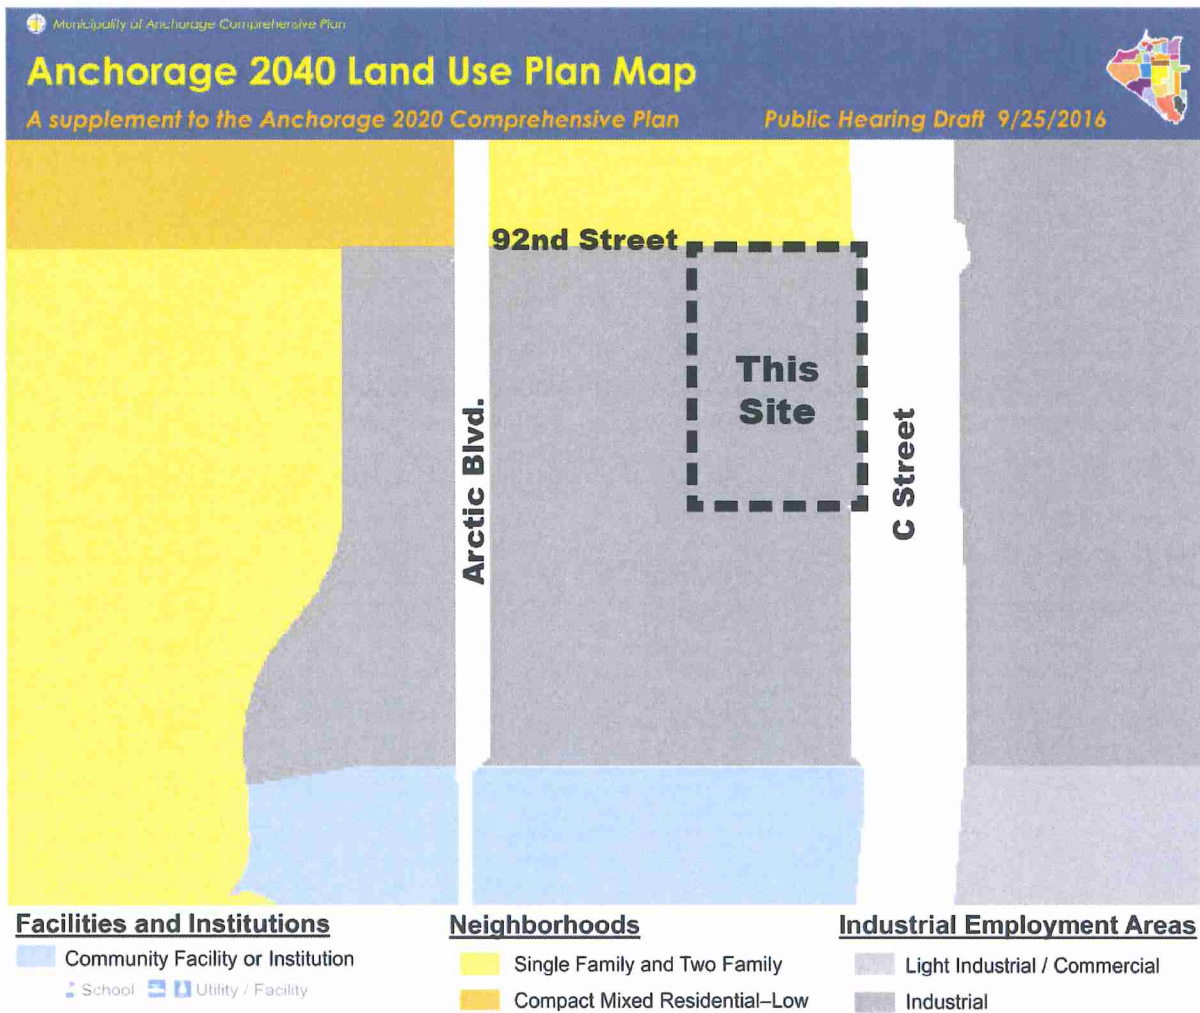 Municipality of Anchorage Comprehensive Plan
Anchorage 2040 Land Use Plan Map
A supplement to the Anchorage 2020 Comprehensive Plan Public Hearing Draft 9/25/2016
92nd Street
This
Site
Arctic Blvd.
C Street
Facilities and Institutions
Community Facility or Institution
School Utility / Facility
Neighborhoods
Single Family and Two Family
Compact Mixed Residential–Low
Industrial Employment Areas
Light Industrial / Commercial
Industrial